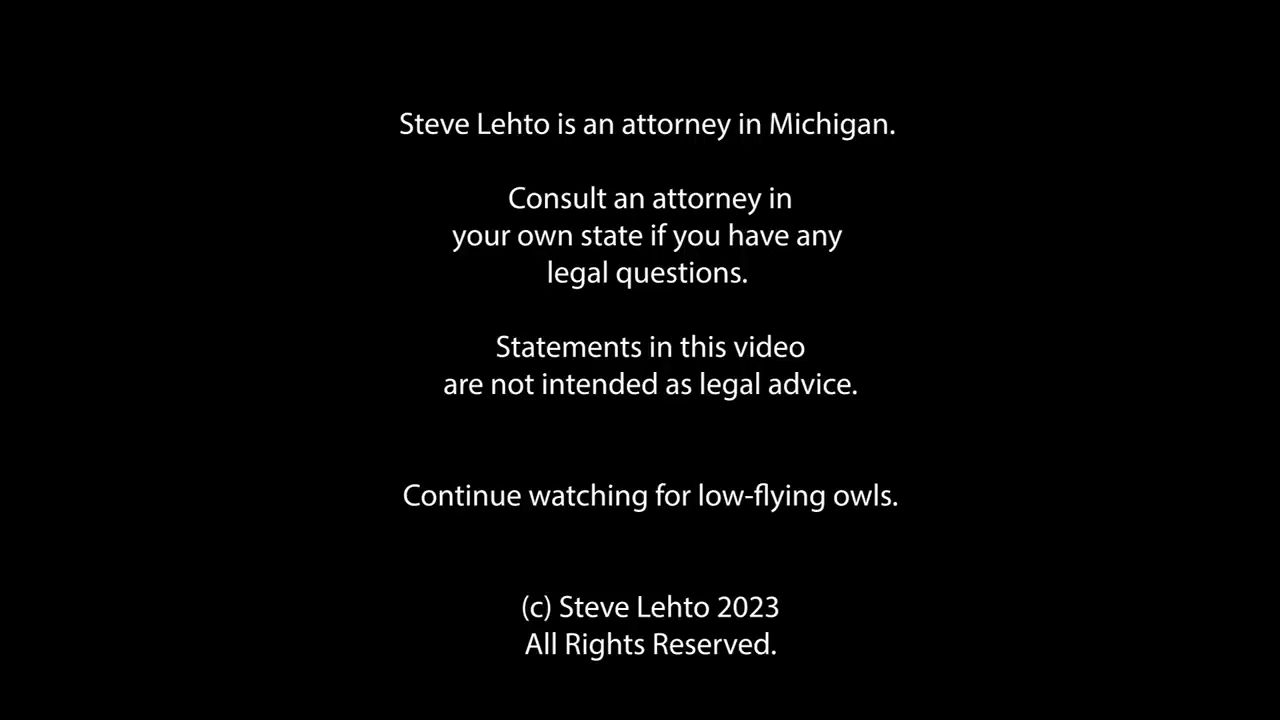 Steve Lehto is an attorney in Michigan.
Consult an attorney in
your own state if you have any
legal questions.
Statements in this video
are not intended as legal advice.
Continue watching for low-flying owls.
(c) Steve Lehto 2023
All Rights Reserved.